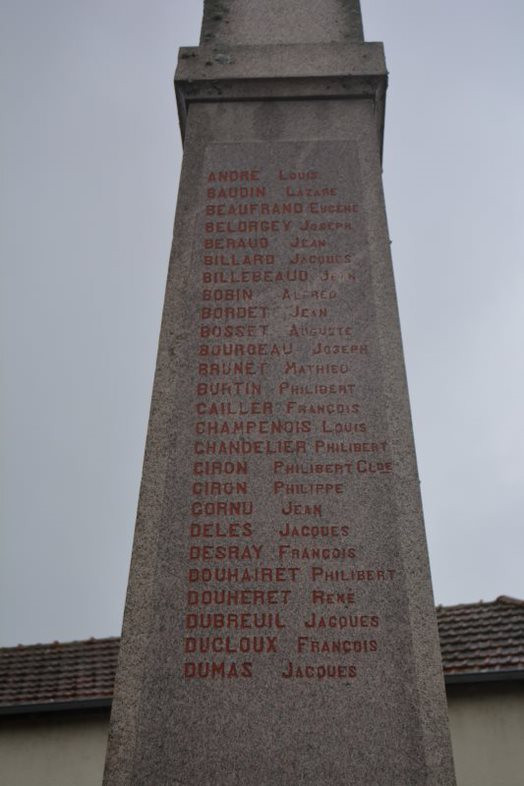 ANDRÉ LOUIS
BAUDIN LAZARE
BEAUFRAND EUGÈNE
BELORGEY JOSEPH
BERAUD JEAN
BILLARD JACQUES
BILLEBEAUD JEAN
BOBIN ALFRED
BORDET JEAN
BOSSET AUGUSTE
BOURGEAU JOSEPH
BRUNET MATHIEU
BURTIN PHILIBERT
CAILLER FRANÇOIS
CHAMPENOIS LOUIS
CHANDELIER PHILIBERT
CIRON PHILIBERT CLDE
CIRON PHILIPPE
CORNU JEAN
DELES JACQUES
DESRAY FRANÇOIS
DOUHAIRET PHILIBERT
DOUHERET RENÉ
DUBREUIL JACQUES
DUCLOUX FRANÇOIS
DUMAS JACQUES